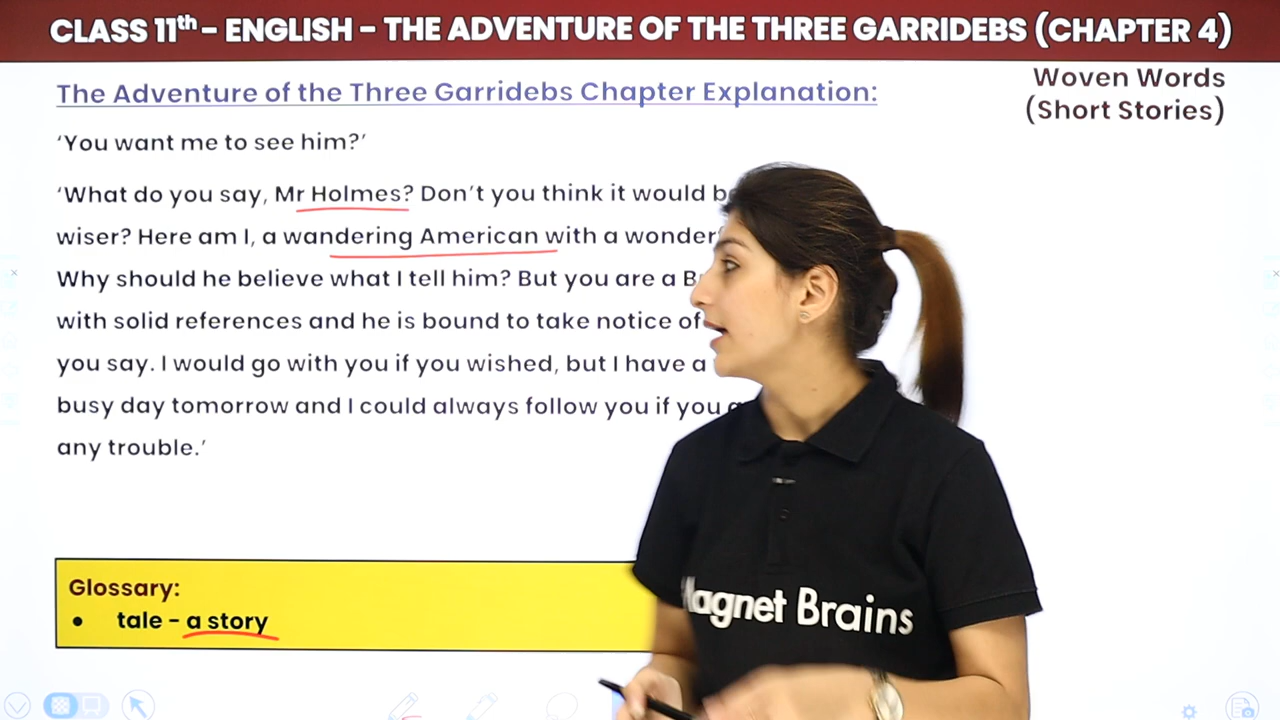 CLASS 11th - ENGLISH - THE ADVENTURE OF THE THREE GARRIDEBS (CHAPTER 4)
Woven Words
(Short Stories)
The Adventure of the Three Garridebs Chapter Explanation:
‘You want me to see him?’
‘What do you say, Mr Holmes? Don’t you think it would
wiser? Here am I, a wandering American with a
Why should he believe what I tell him? But you are a
with solid references and he is bound to take notice of
you say. I would go with you if you wished, but I have a
busy day tomorrow and I could always follow you if you
any trouble.’
Glossary:
• tale - a story
Magnet Brains